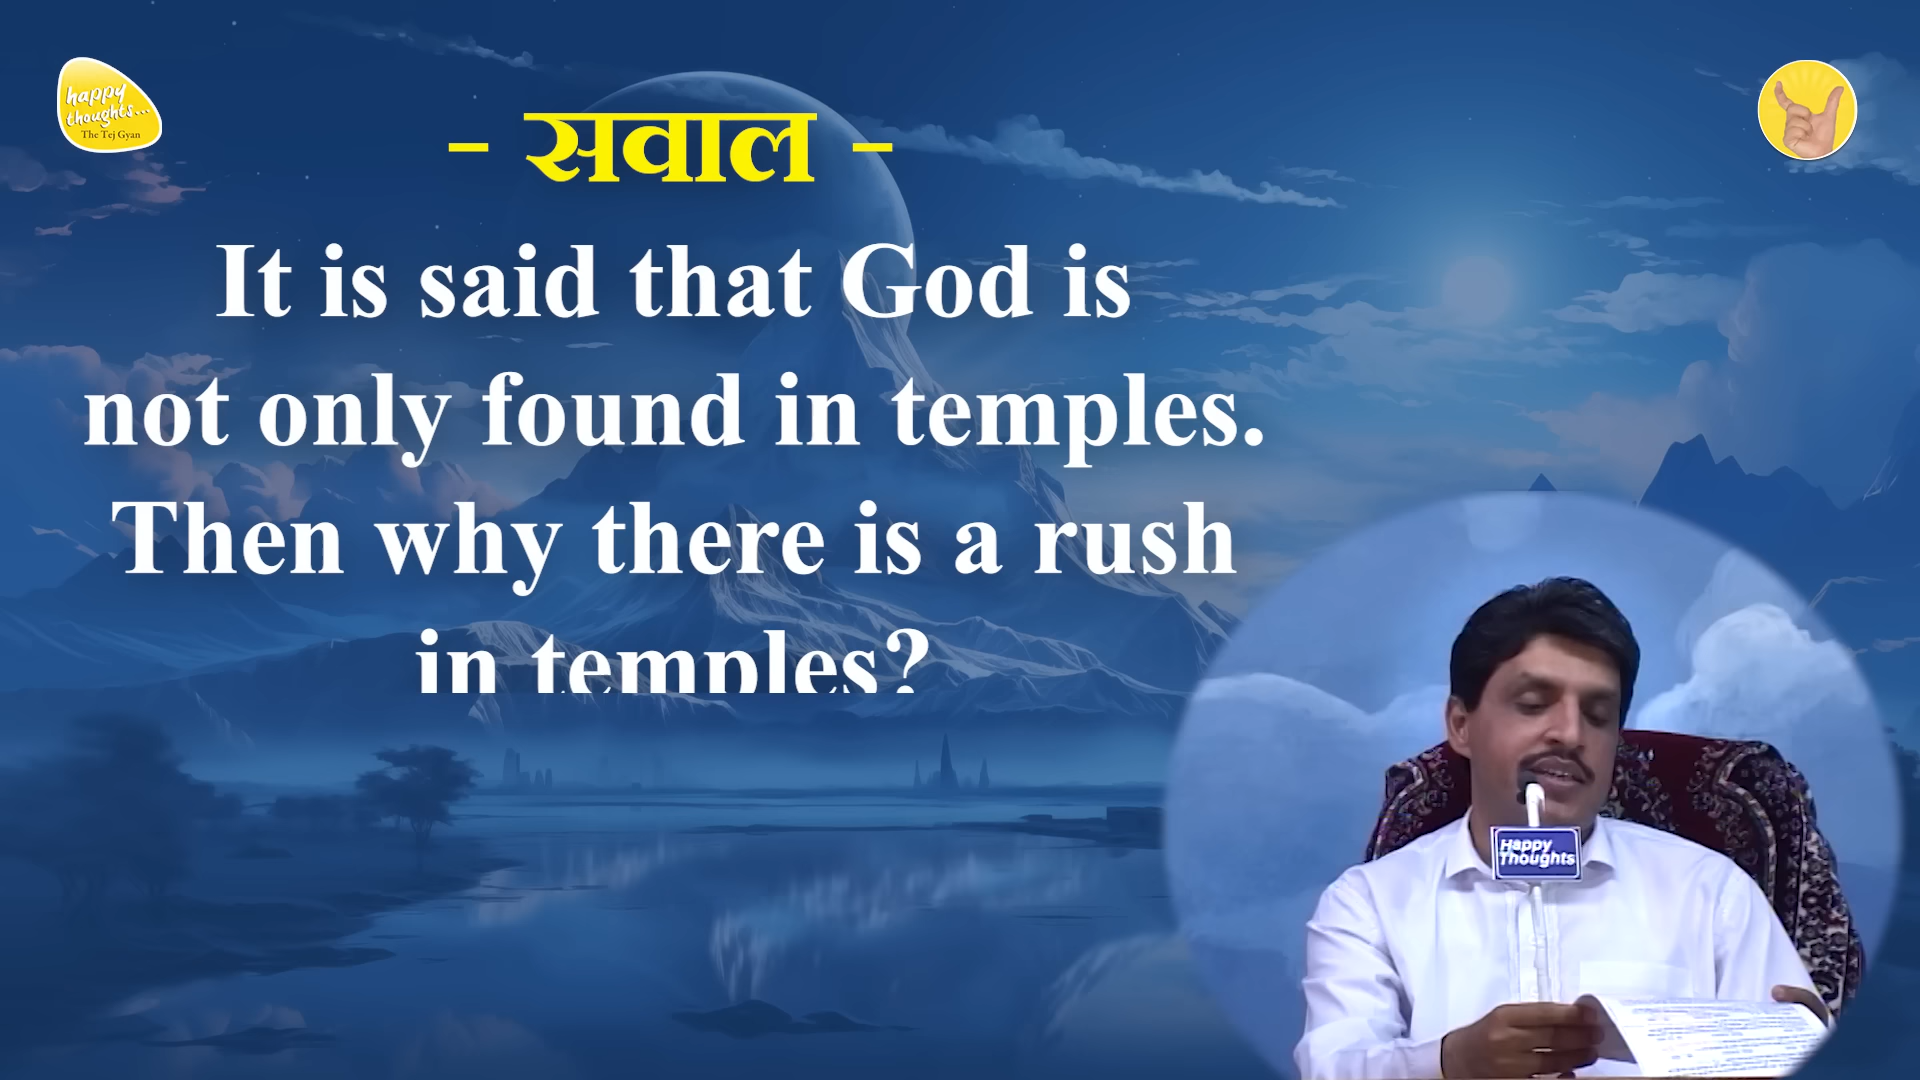 happy
thoughts...
The Tej Gyan
- सवाल -
It is said that God is
not only found in temples.
Then why there is a rush
in temples?
Happy
Thoughts